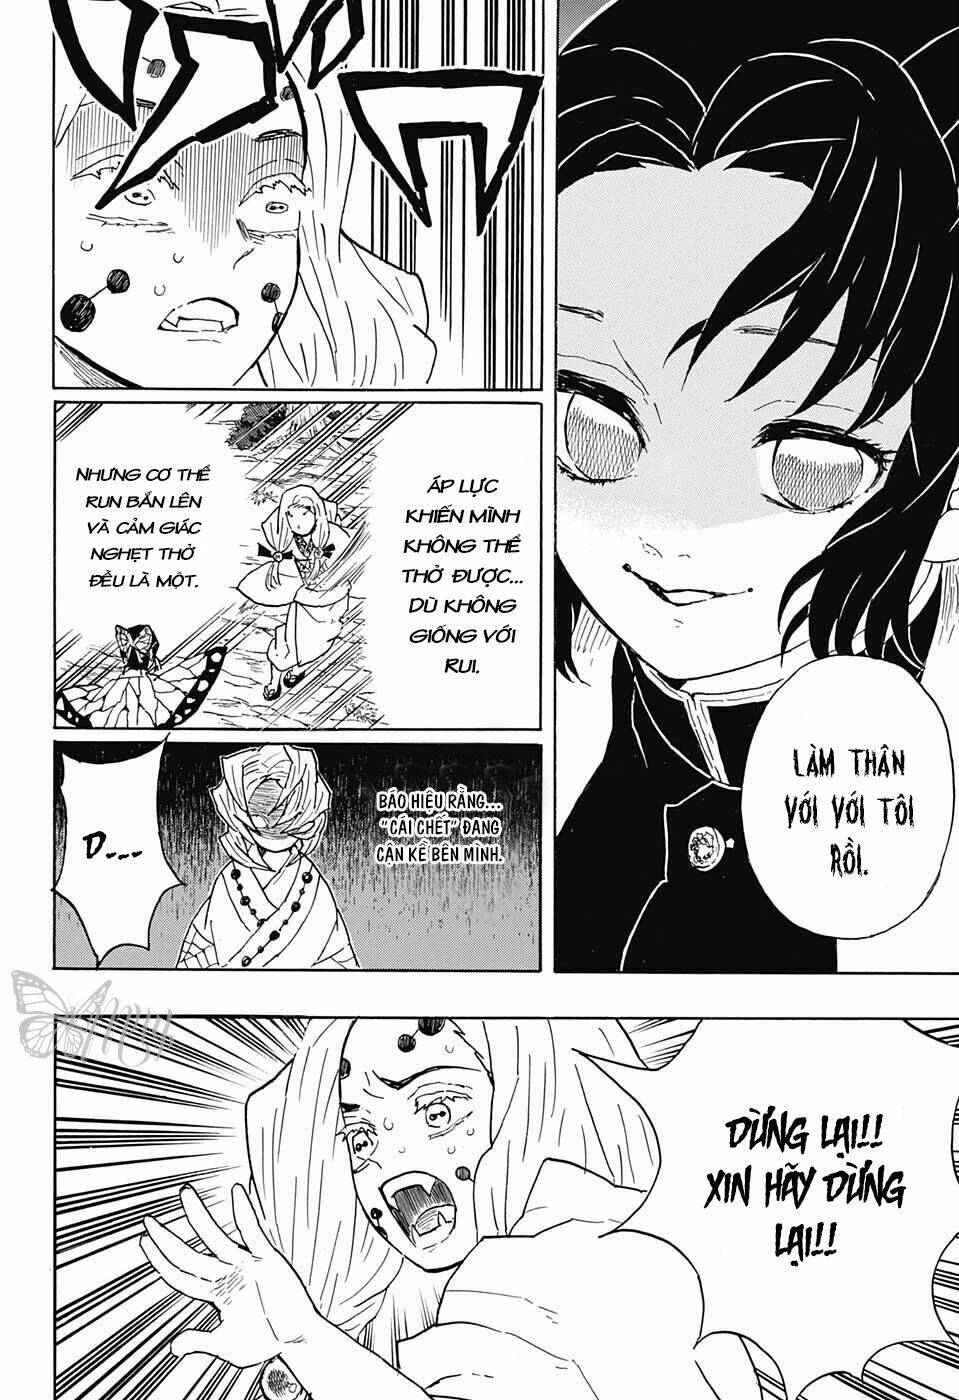 LÀM THÂN
VỚI VỚI TÔI
RỒI.
ÁP LỰC
KHIẾN MÌNH
KHÔNG THỂ
THỞ ĐƯỢC...
DÙ KHÔNG
GIỐNG VỚI
RUI.
NHƯNG CƠ THỂ
RUN BẮN LÊN
VÀ CẢM GIÁC
NGHẸT THỞ
ĐỀU LÀ MỘT.
BÁO HIỆU RẰNG...
"CÁI CHẾT" ĐANG
CẬN KỀ BÊN MÌNH.
D...
DỪNG LẠI!!
XIN HÃY DỪNG
LẠI!!